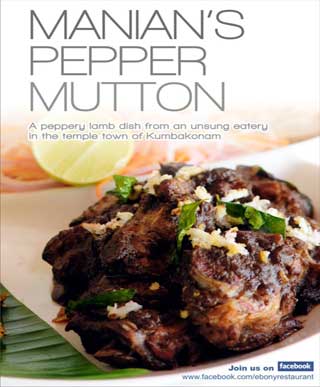 MANIAN'S
PEPPER
MUTTON
A peppery lamb dish from an unsung eatery
in the temple town of Kumbakonam
Join us on facebook
www.facebook.com/ebonyrestaurant